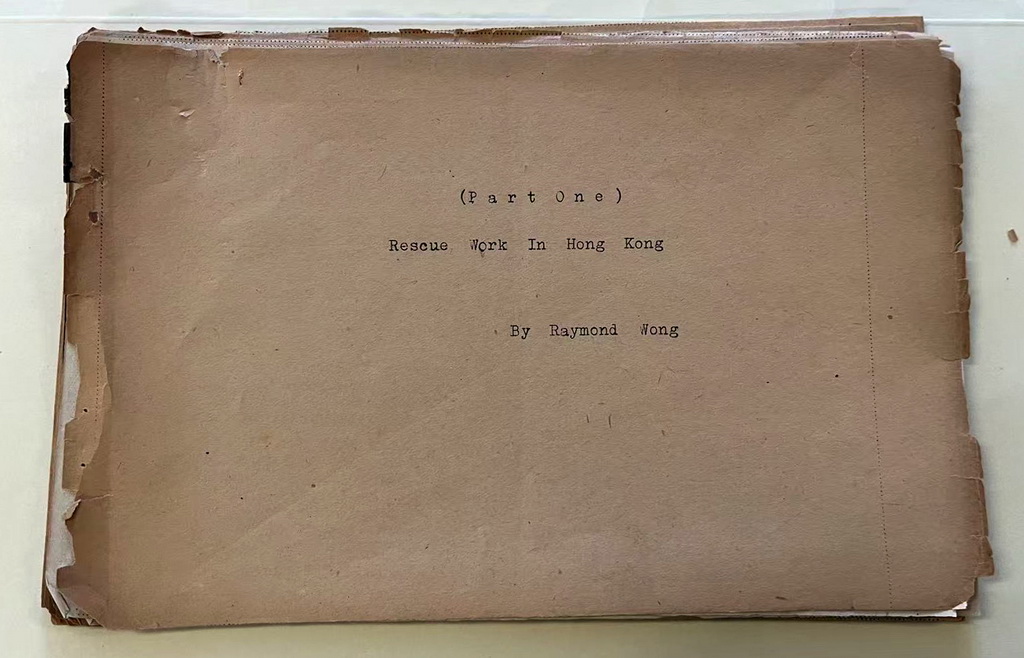 (Part One)
Rescue Work In Hong Kong
By Raymond Wong